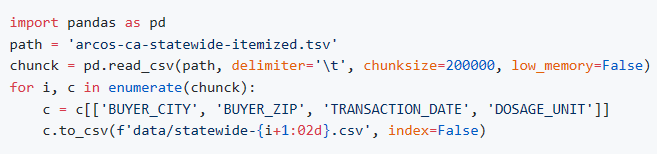 import pandas as pd
path = 'arcos-ca-statewide-itemized.tsv'
chunck = pd.read_csv(path, delimiter='\t', chunksize=200000, low_memory=False)
for i, c in enumerate(chunck):
    c = c[['BUYER_CITY', 'BUYER_ZIP', 'TRANSACTION_DATE', 'DOSAGE_UNIT']]
    c.to_csv(f'data/statewide-{i+1:02d}.csv', index=False)